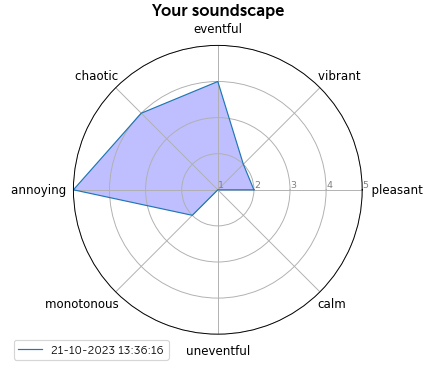 Your soundscape
eventful
chaotic
vibrant
annoying
1 2 3 4 5
pleasant
monotonous
calm
uneventful
21-10-2023 13:36:16